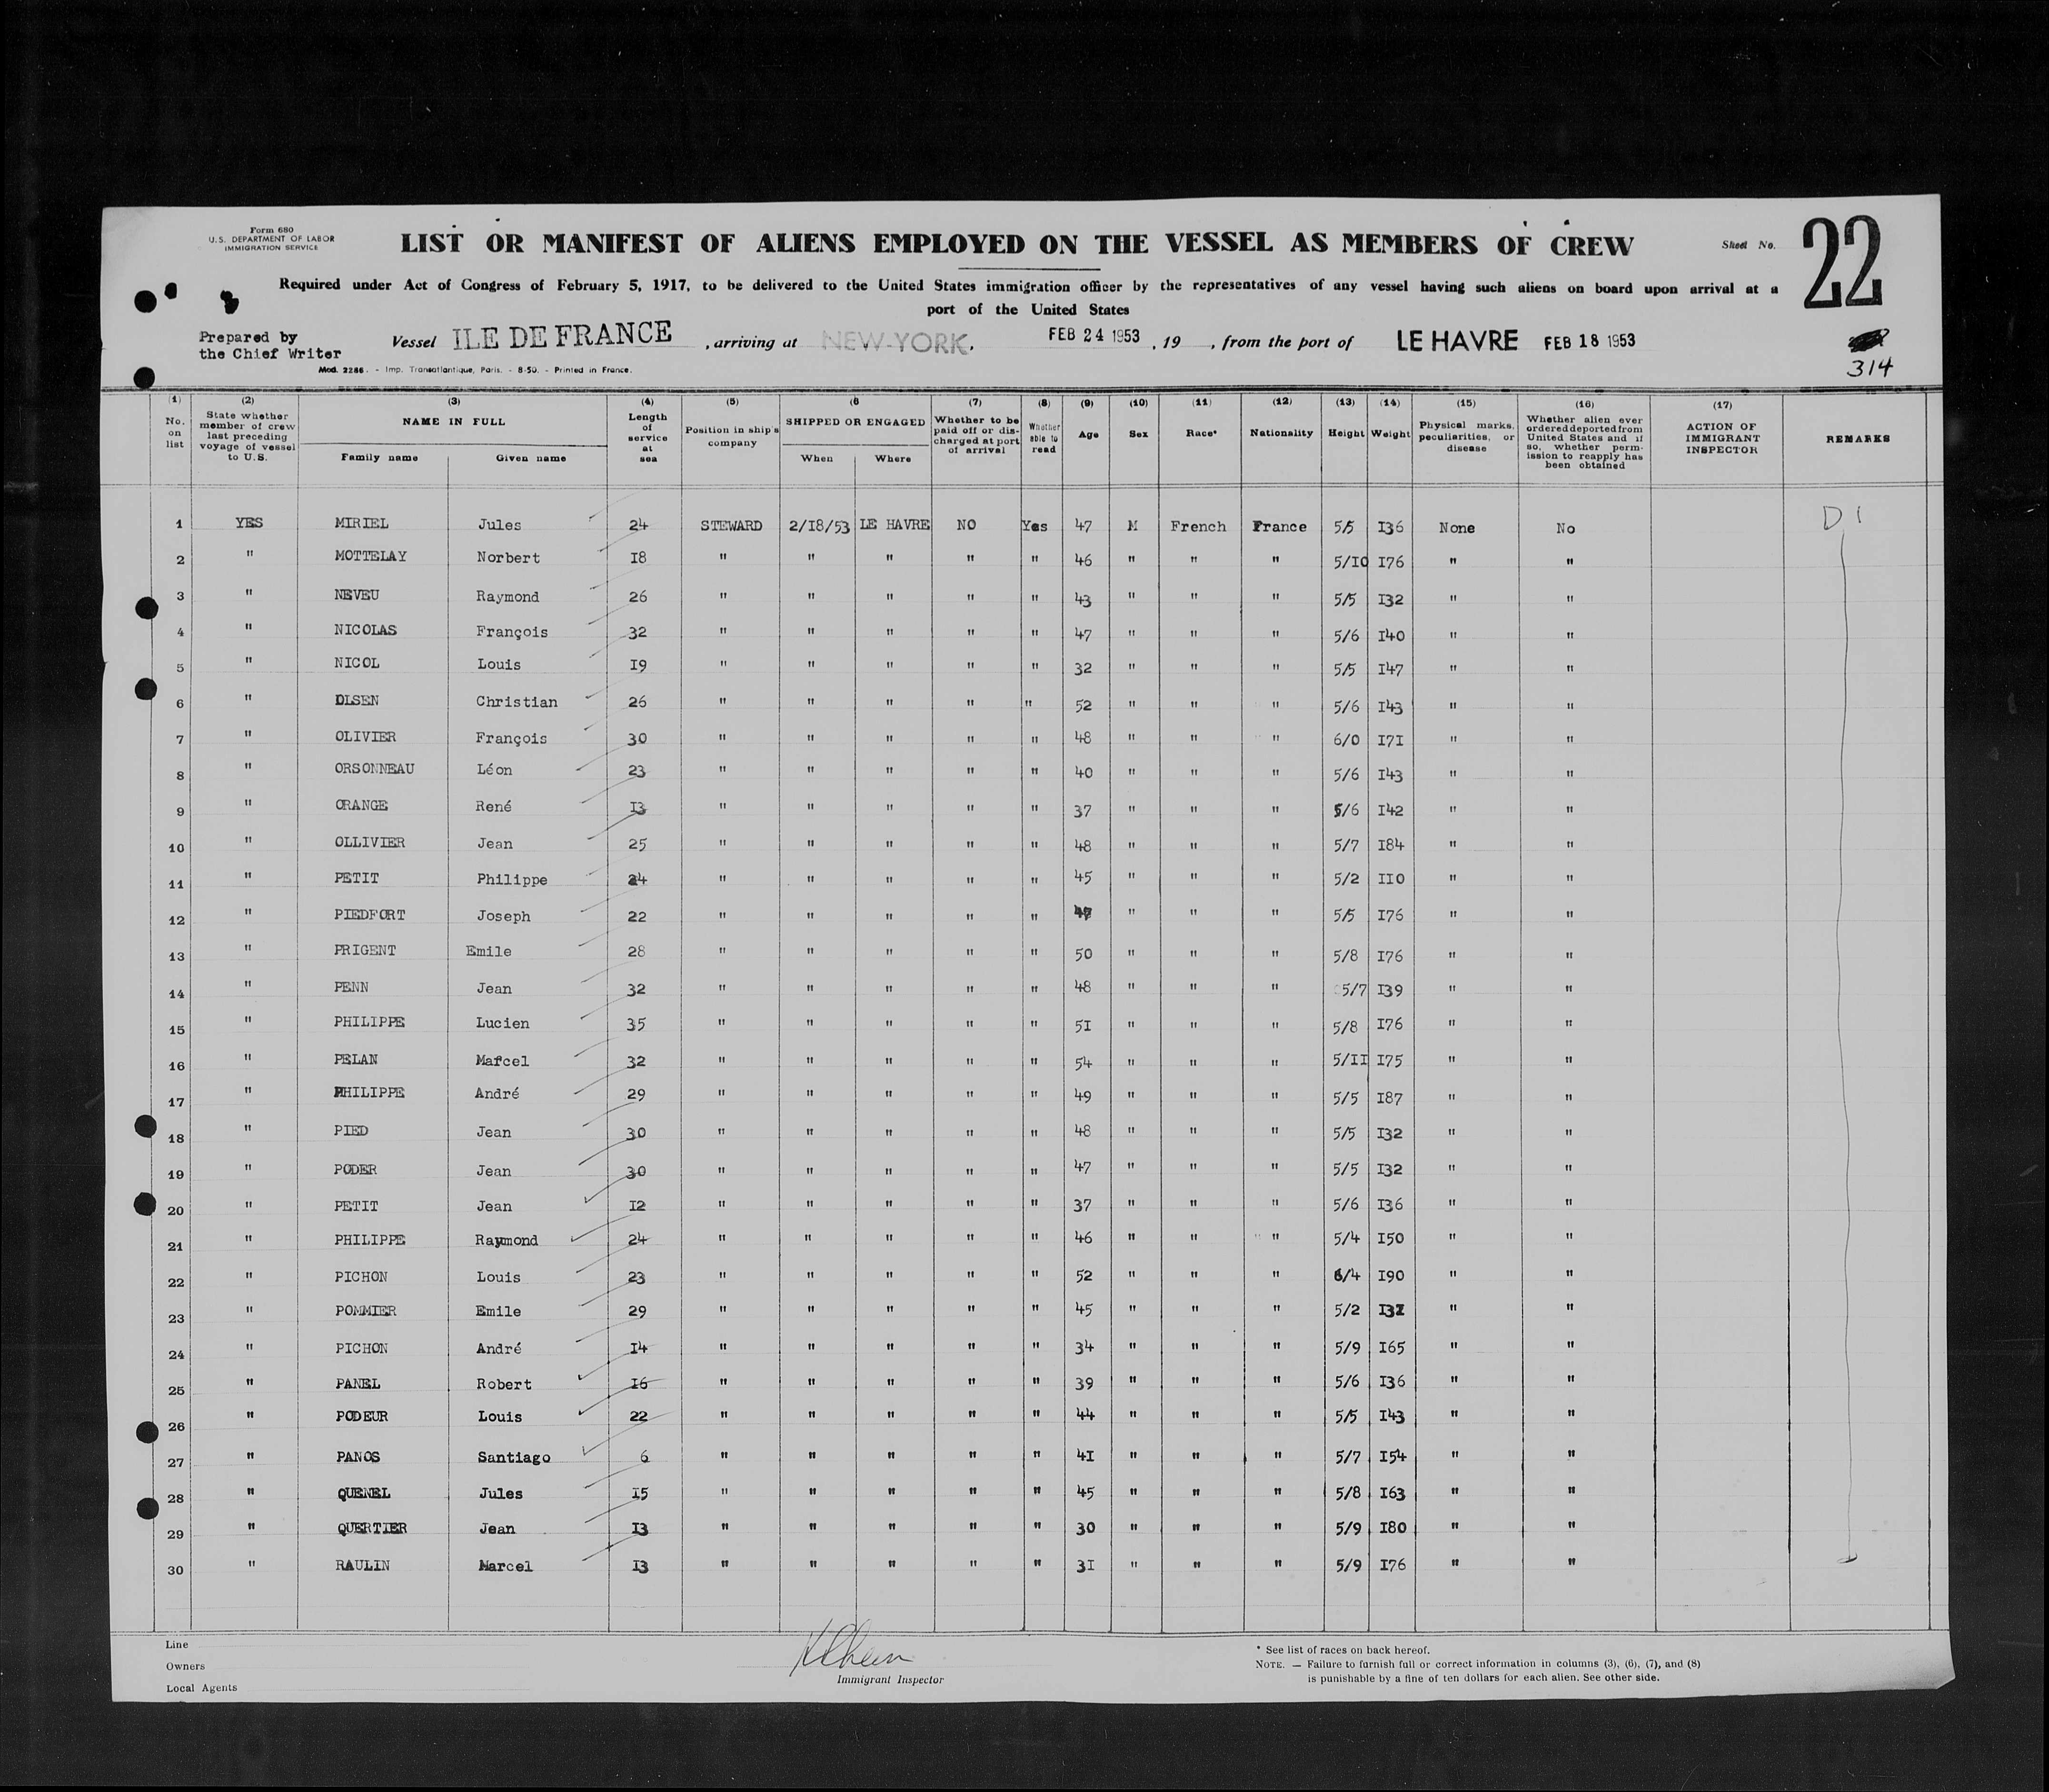 Form 680
U.S. DEPARTMENT OF LABOR
IMMIGRATION SERVICE
LIST OR MANIFEST OF ALIENS EMPLOYED ON THE VESSEL AS MEMBERS OF CREW
Sheet No. 22
Required under Act of Congress of February 5, 1917, to be delivered to the United States immigration officer by the representatives of any vessel having such aliens on board upon arrival at a
port of the United States
Prepared by
the Chief Writer
Vessel ILE DE FRANCE , arriving at NEW-YORK, FEB 24 1953 , 19 , from the port of LE HAVRE FEB 18 1953
314
Mod. 2286. - Imp. Transatlantique, Paris. - 8-50. - Printed in France.
(1) No. on list
(2) State whether member of crew last preceding voyage of vessel to U.S.
(3) NAME IN FULL Family name Given name
(4) Length of service at sea
(5) Position in ship's company
(6 SHIPPED OR ENGAGED When Where
(7) Whether to be paid off or discharged at port of arrival
(8) Whether able to read
(9) Age
(10) Sex
(11) Race*
(12) Nationality
(13) Height
(14) Weight
(15) Physical marks, peculiarities, or disease
(16) Whether alien ever ordered deported from United States and if so, whether permission to reapply has been obtained
(17) ACTION OF IMMIGRANT INSPECTOR
REMARKS
1 YES MIRIEL Jules 24 STEWARD 2/18/53 LE HAVRE NO Yes 47 M French France 5/5 136 None No D1
2 " MOTTELAY Norbert 18 " " " " " 46 " " " 5/10 176 " "
3 " NEVEU Raymond 26 " " " " " 43 " " " 5/5 132 " "
4 " NICOLAS François 32 " " " " " 47 " " " 5/6 140 " "
5 " NICOL Louis 19 " " " " " 32 " " " 5/5 147 " "
6 " OLSEN Christian 26 " " " " " 52 " " " 5/6 143 " "
7 " OLIVIER François 30 " " " " " 48 " " " 6/0 171 " "
8 " ORSONNEAU Léon 23 " " " " " 40 " " " 5/6 143 " "
9 " ORANGE René 13 " " " " " 37 " " " 5/6 142 " "
10 " OLLIVIER Jean 25 " " " " " 48 " " " 5/7 184 " "
11 " PETIT Philippe 24 " " " " " 45 " " " 5/2 110 " "
12 " PIEDFORT Joseph 22 " " " " " " " " 5/5 176 " "
13 " PRIGENT Emile 28 " " " " " 50 " " " 5/8 176 " "
14 " PENN Jean 32 " " " " " 48 " " " 5/7 139 " "
15 " PHILIPPE Lucien 35 " " " " " 51 " " " 5/8 176 " "
16 " PELAN Marcel 32 " " " " " 54 " " " 5/11 175 " "
17 " PHILIPPE André 29 " " " " " 49 " " " 5/5 187 " "
18 " PIED Jean 30 " " " " " 48 " " " 5/5 132 " "
19 " PODER Jean 30 " " " " " 47 " " " 5/5 132 " "
20 " PETIT Jean 12 " " " " " 37 " " " 5/6 136 " "
21 " PHILIPPE Raymond 24 " " " " " 46 " " " 5/4 150 " "
22 " PICHON Louis 23 " " " " " 52 " " " 6/4 190 " "
23 " POMMIER Emile 29 " " " " " 45 " " " 5/2 " "
24 " PICHON André 14 " " " " " 34 " " " 5/9 165 " "
25 " PANEL Robert 16 " " " " " 39 " " " 5/6 136 " "
26 " PODEUR Louis 22 " " " " " 44 " " " 5/5 143 " "
27 " PANOS Santiago 6 " " " " " 41 " " " 5/7 154 " "
28 " QUENEL Jules 15 " " " " " 45 " " " 5/8 163 " "
29 " QUERTIER Jean 13 " " " " " 30 " " " 5/9 180 " "
30 " RAULIN Marcel 13 " " " " " 31 " " " 5/9 176 " "
Line
Owners
Local Agents
Immigrant Inspector
* See list of races on back hereof.
NOTE. — Failure to furnish full or correct information in columns (3), (6), (7), and (8)
is punishable by a fine of ten dollars for each alien. See other side.